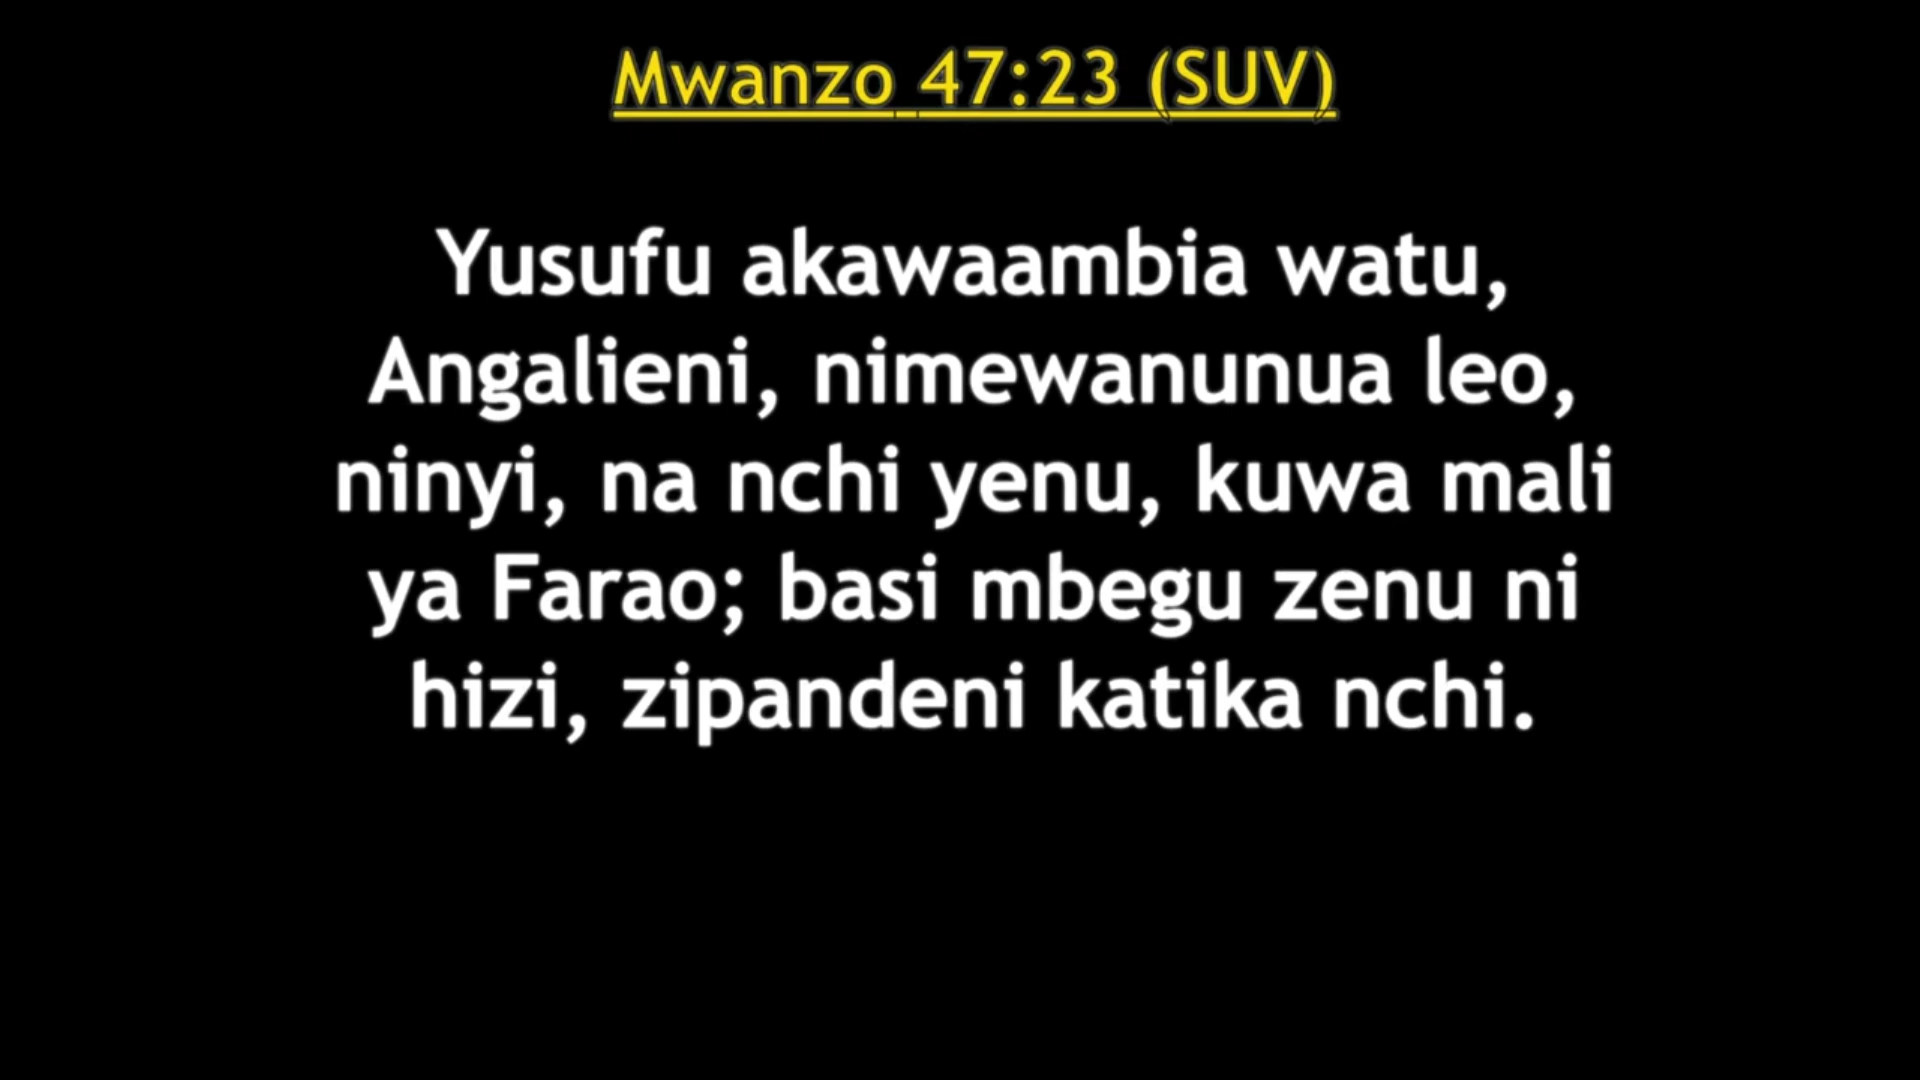 Mwanzo 47:23 (SUV)
Yusufu akawaambia watu,
Angalieni, nimewanunua leo,
ninyi, na nchi yenu, kuwa mali
ya Farao; basi mbegu zenu ni
hizi, zipandeni katika nchi.